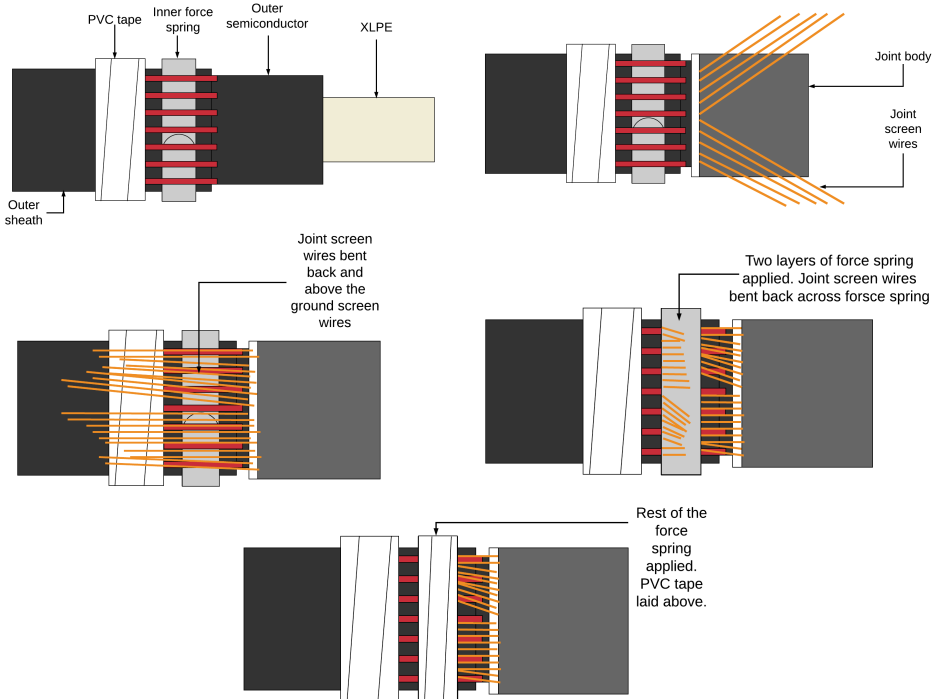 PVC tape
Inner force
spring
Outer
semiconductor
XLPE
Outer
sheath
Joint body
Joint
screen
wires
Joint screen
wires bent
back and
above the
ground screen
wires
Two layers of force spring
applied. Joint screen wires
bent back across forsce spring
Rest of the
force
spring
applied.
PVC tape
laid above.